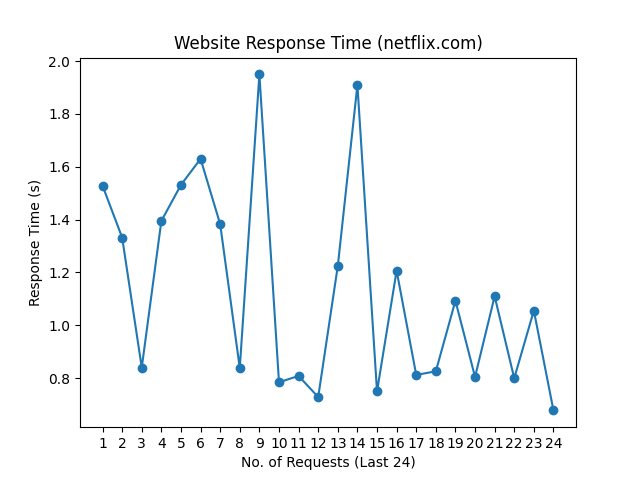 Website Response Time (netflix.com)
2.0
1.8
1.6
1.4
1.2
1.0
0.8
Response Time (s)
1 2 3 4 5 6 7 8 9 10 11 12 13 14 15 16 17 18 19 20 21 22 23 24
No. of Requests (Last 24)